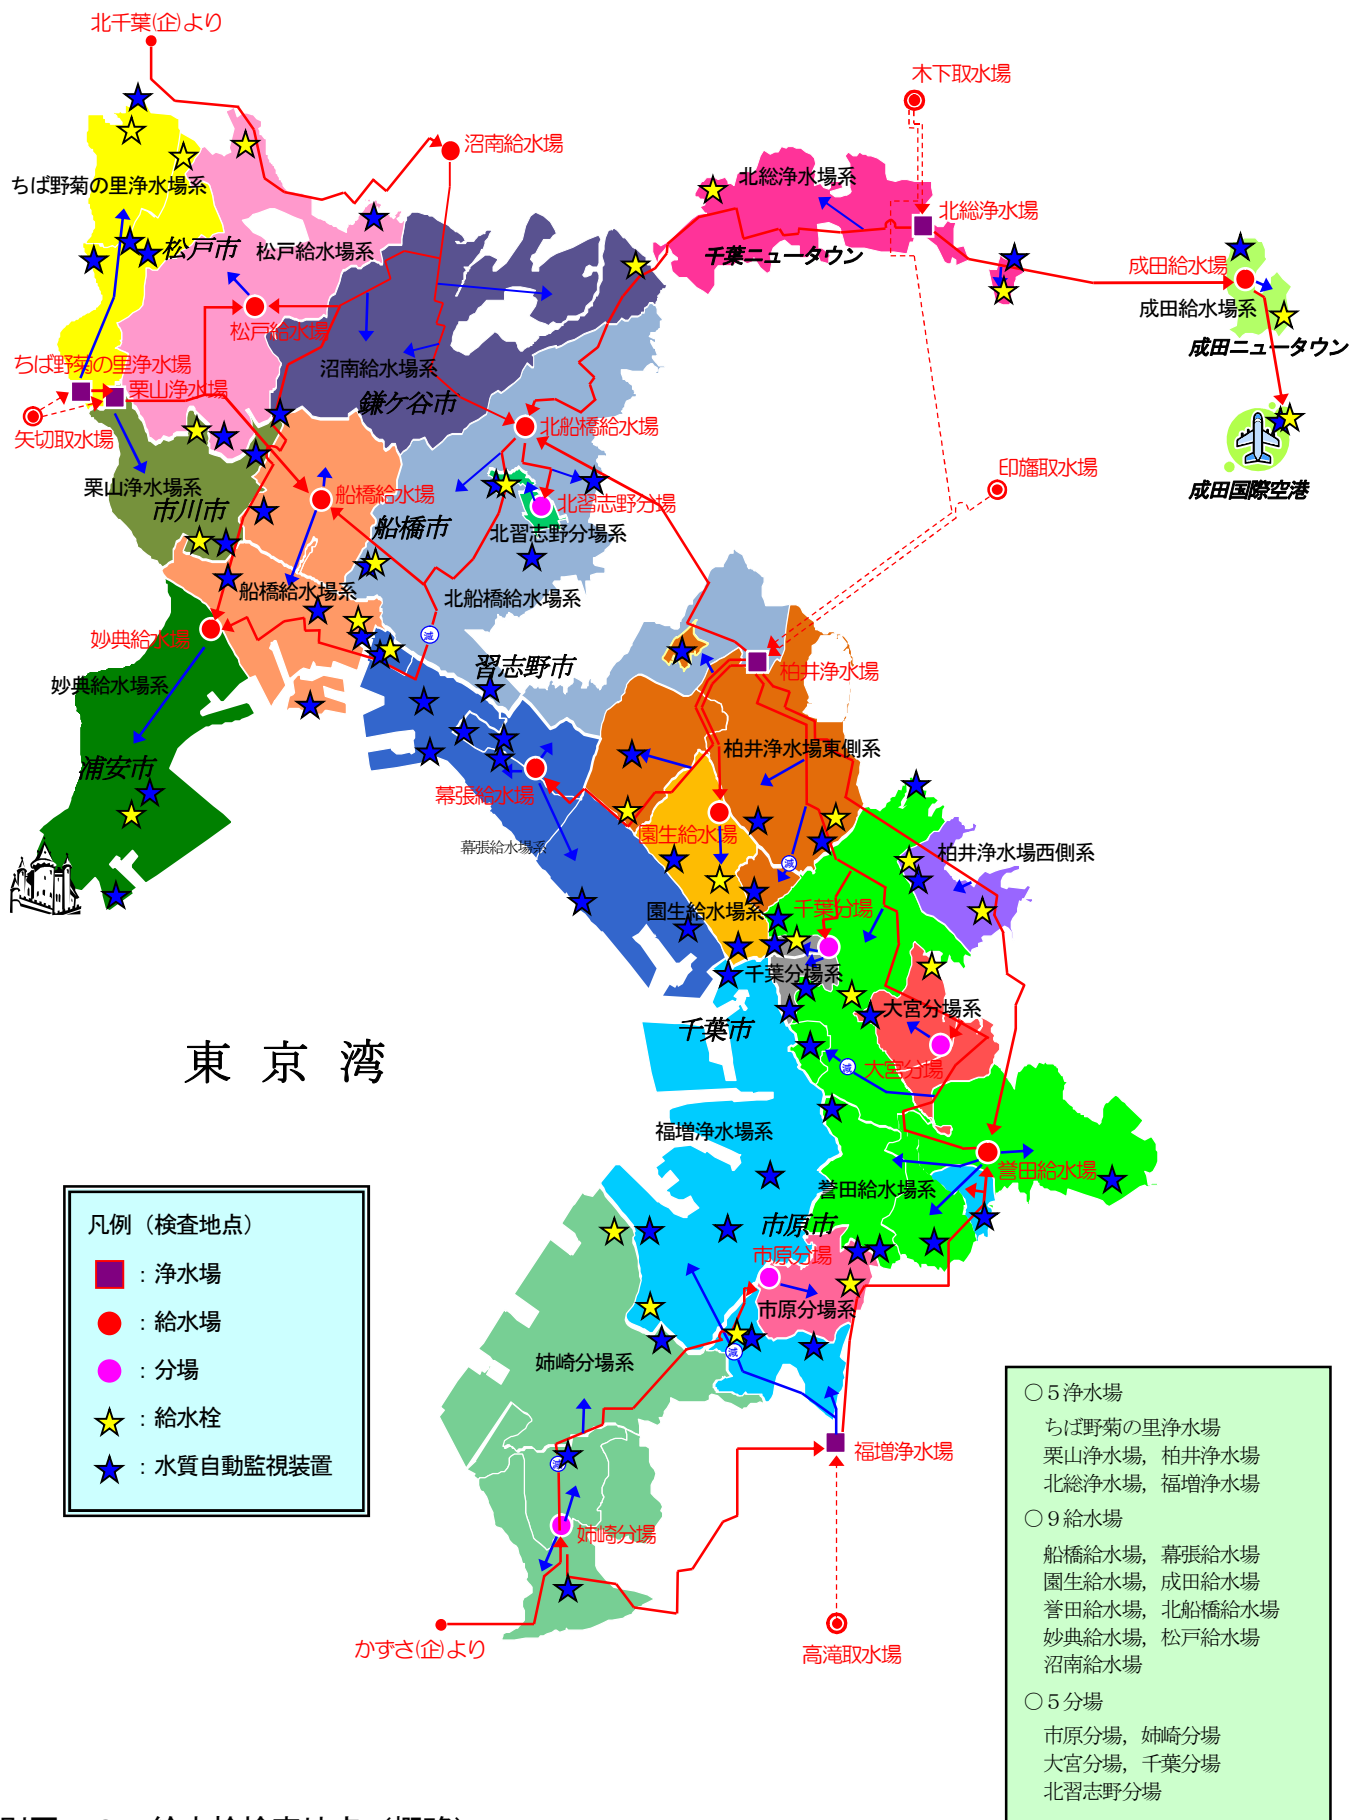 北千葉(企)より
木下取水場
沼南給水場
ちば野菊の里浄水場系
北総浄水場系
北総浄水場
松戸市
松戸給水場系
千葉ニュータウン
成田給水場
成田給水場系
松戸給水場
成田ニュータウン
ちば野菊の里浄水場
沼南給水場系
栗山浄水場
鎌ケ谷市
矢切取水場
北船橋給水場
印旛取水場
栗山浄水場系
成田国際空港
船橋給水場
市川市
船橋市
北習志野分場
北習志野分場系
船橋給水場系
北船橋給水場系
減
妙典給水場
習志野市
柏井浄水場
妙典給水場系
柏井浄水場東側系
浦安市
幕張給水場
園生給水場
幕張給水場系
柏井浄水場西側系
減
園生給水場系
千葉分場
千葉分場系
大宮分場系
千葉市
東京湾
減
大宮分場
福増浄水場系
誉田給水場
誉田給水場系
市原市
市原分場
市原分場系
減
姉崎分場系
福増浄水場
減
姉崎分場
かずさ(企)より
高滝取水場
凡例（検査地点）
：浄水場
：給水場
：分場
：給水栓
：水質自動監視装置
○５浄水場
ちば野菊の里浄水場
栗山浄水場，柏井浄水場
北総浄水場，福増浄水場
○９給水場
船橋給水場，幕張給水場
園生給水場，成田給水場
誉田給水場，北船橋給水場
妙典給水場，松戸給水場
沼南給水場
○５分場
市原分場，姉崎分場
大宮分場，千葉分場
北習志野分場